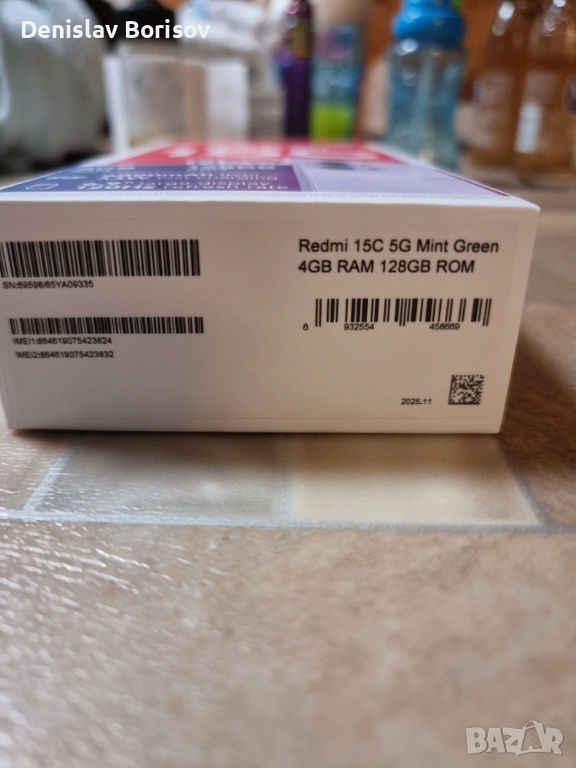 Denislav Borisov
Redmi 15C 5G Mint Green
4GB RAM 128GB ROM
SN:69598/65YA09335
6 932554 458669
IMEI1:864619075423824
IMEI2:864619075423832
2025.11
BAZAR